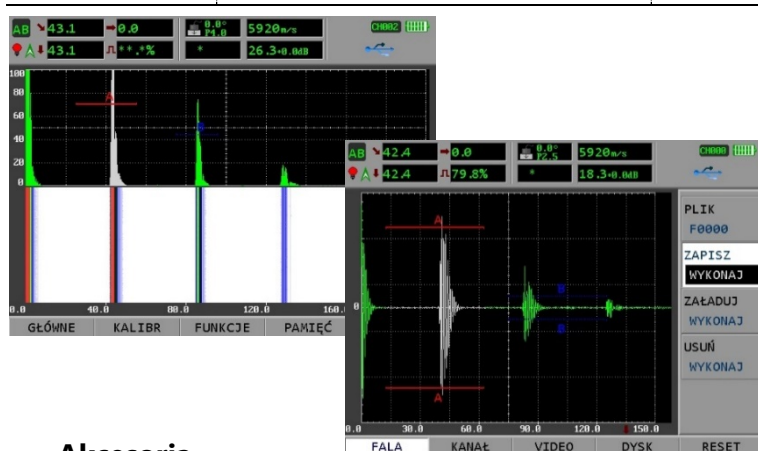 AB 43.1 0.0 0.0° P4.0 5920m/s CH002
A 43.1 **.*% * 26.3+0.0dB
100
80
60
40
20
0
A
B
0.0 40.0 80.0 120.0 160.
GŁÓWNE KALIBR FUNKCJE PAMIĘĆ
AB 42.4 0.0 0.0° P2.5 5920m/s CH000
A 42.4 79.8% * 18.3+0.0dB
A
B
0
B
A
0.0 30.0 60.0 90.0 120.0 150.0
PLIK
F0000
ZAPISZ
WYKONAJ
ZAŁADUJ
WYKONAJ
USUŃ
WYKONAJ
FALA KANAŁ VIDEO DYSK RESET
Akcesoria